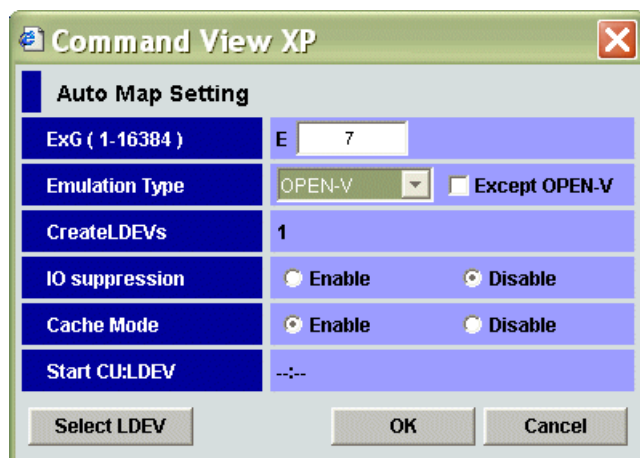 Command View XP
Auto Map Setting
ExG ( 1-16384 ) E 7
Emulation Type OPEN-V Except OPEN-V
CreateLDEVs 1
IO suppression Enable Disable
Cache Mode Enable Disable
Start CU:LDEV --:--
Select LDEV OK Cancel